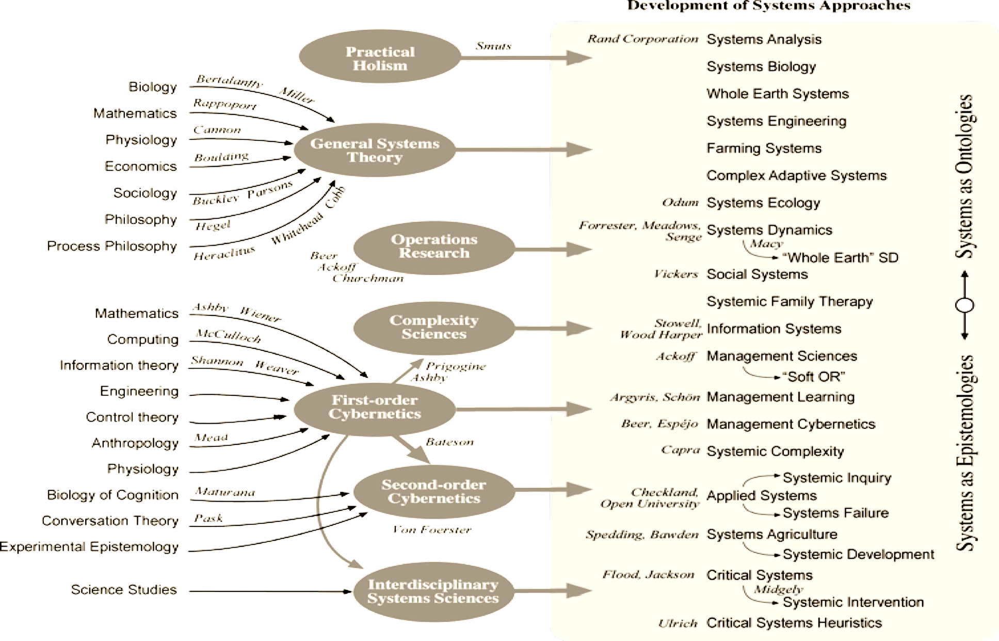 Development of Systems Approaches
Practical
Holism
Smuts
Biology
Bertalanffy Miller
Mathematics
Rappoport
Physiology
Cannon
Economics
Boulding
Sociology
Buckley Parsons
Philosophy
Hegel
Process Philosophy
Heraclitus Whitehead Cobb
General Systems
Theory
Operations
Research
Beer
Ackoff
Churchman
Mathematics
Ashby Wiener
Computing
McCulloch
Information theory
Shannon Weaver
Engineering
Control theory
Anthropology
Mead
Physiology
Complexity
Sciences
Prigogine
Ashby
First-order
Cybernetics
Bateson
Biology of Cognition
Maturana
Conversation Theory
Pask
Experimental Epistemology
Second-order
Cybernetics
Von Foerster
Science Studies
Interdisciplinary
Systems Sciences
Rand Corporation Systems Analysis
Systems Biology
Whole Earth Systems
Systems Engineering
Farming Systems
Complex Adaptive Systems
Odum Systems Ecology
Forrester, Meadows,
Senge
Systems Dynamics
Macy
“Whole Earth” SD
Vickers Social Systems
Systemic Family Therapy
Stowell,
Wood Harper
Information Systems
Ackoff Management Sciences
“Soft OR”
Argyris, Schön Management Learning
Beer, Espéjo Management Cybernetics
Capra Systemic Complexity
Systemic Inquiry
Checkland,
Open University
Applied Systems
Systems Failure
Spedding, Bawden Systems Agriculture
Systemic Development
Flood, Jackson Critical Systems
Midgely
Systemic Intervention
Ulrich Critical Systems Heuristics
Systems as Ontologies
Systems as Epistemologies